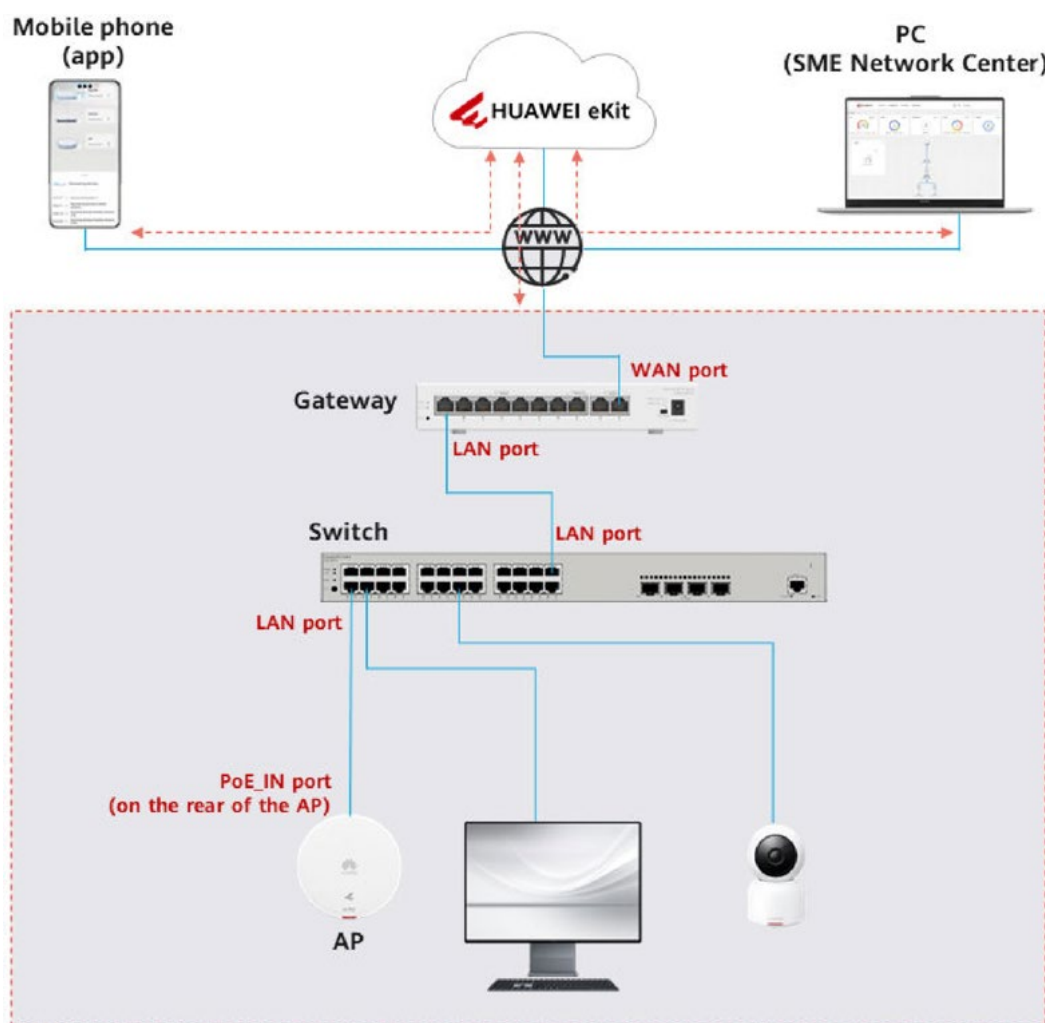 Mobile phone
(app)
HUAWEI eKit
PC
(SME Network Center)
WWW
WAN port
Gateway
LAN port
Switch
LAN port
LAN port
PoE_IN port
(on the rear of the AP)
AP